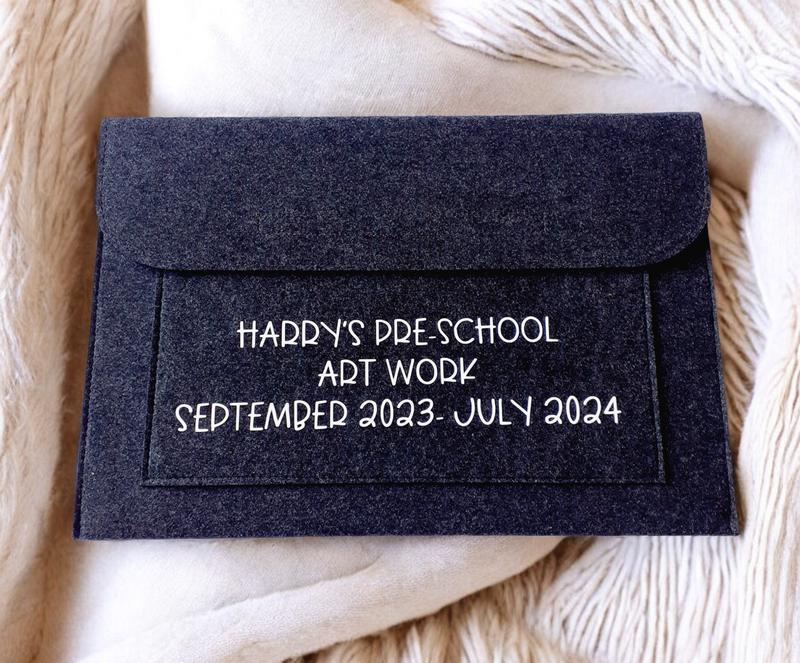 HARRY'S PRE-SCHOOL
ART WORK
SEPTEMBER 2023- JULY 2024